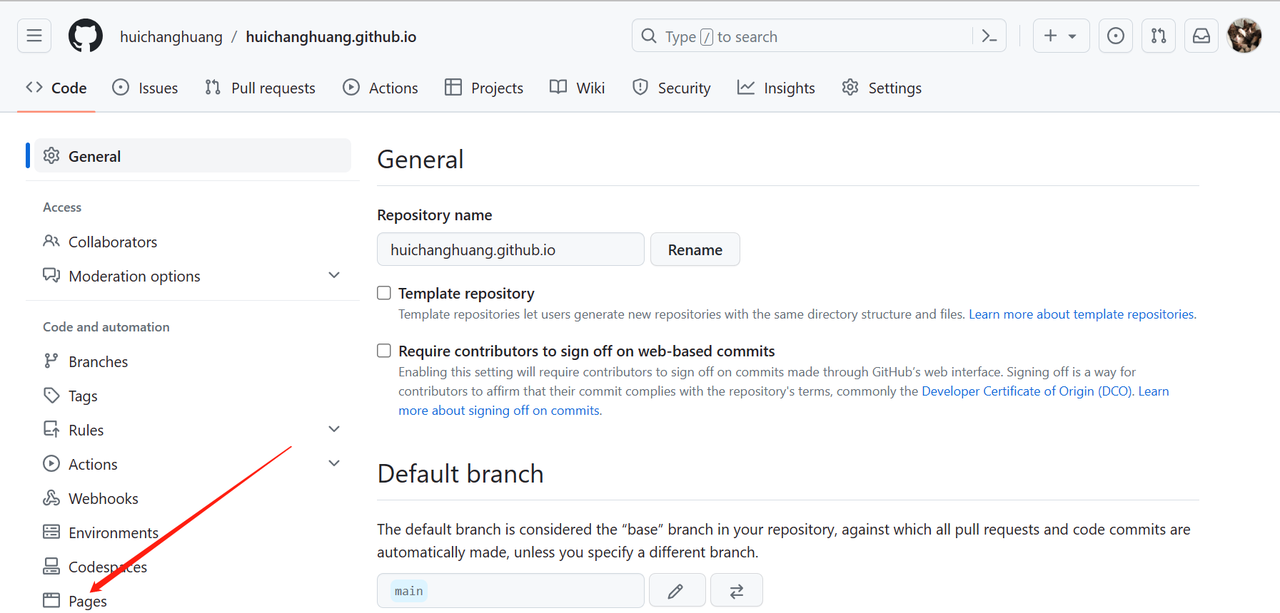 huichanghuang / huichanghuang.github.io
Type / to search
Code
Issues
Pull requests
Actions
Projects
Wiki
Security
Insights
Settings
General
Access
Collaborators
Moderation options
Code and automation
Branches
Tags
Rules
Actions
Webhooks
Environments
Codespaces
Pages
General
Repository name
huichanghuang.github.io
Rename
Template repository
Template repositories let users generate new repositories with the same directory structure and files. Learn more about template repositories.
Require contributors to sign off on web-based commits
Enabling this setting will require contributors to sign off on commits made through GitHub’s web interface. Signing off is a way for
contributors to affirm that their commit complies with the repository's terms, commonly the Developer Certificate of Origin (DCO). Learn
more about signing off on commits.
Default branch
The default branch is considered the “base” branch in your repository, against which all pull requests and code commits are
automatically made, unless you specify a different branch.
main